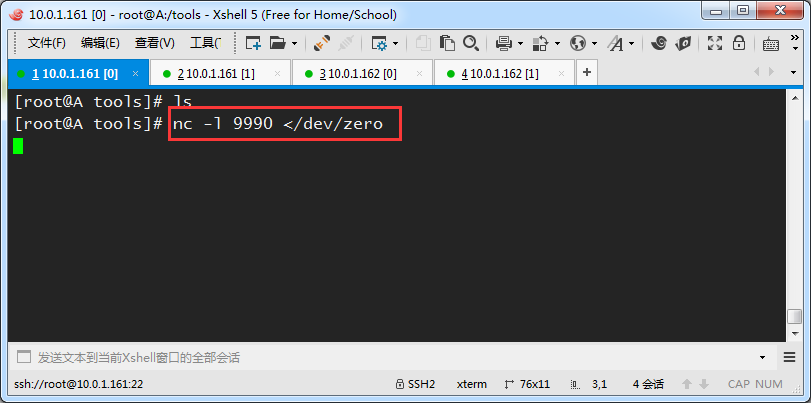 10.0.1.161 [0] - root@A:/tools - Xshell 5 (Free for Home/School)
文件(F) 编辑(E) 查看(V) 工具(
1 10.0.1.161 [0] 2 10.0.1.161 [1] 3 10.0.1.162 [0] 4 10.0.1.162 [1]
[root@A tools]# ls
[root@A tools]# nc -l 9990 </dev/zero
发送文本到当前Xshell窗口的全部会话
ssh://root@10.0.1.161:22 SSH2 xterm 76x11 3,1 4 会话 CAP NUM